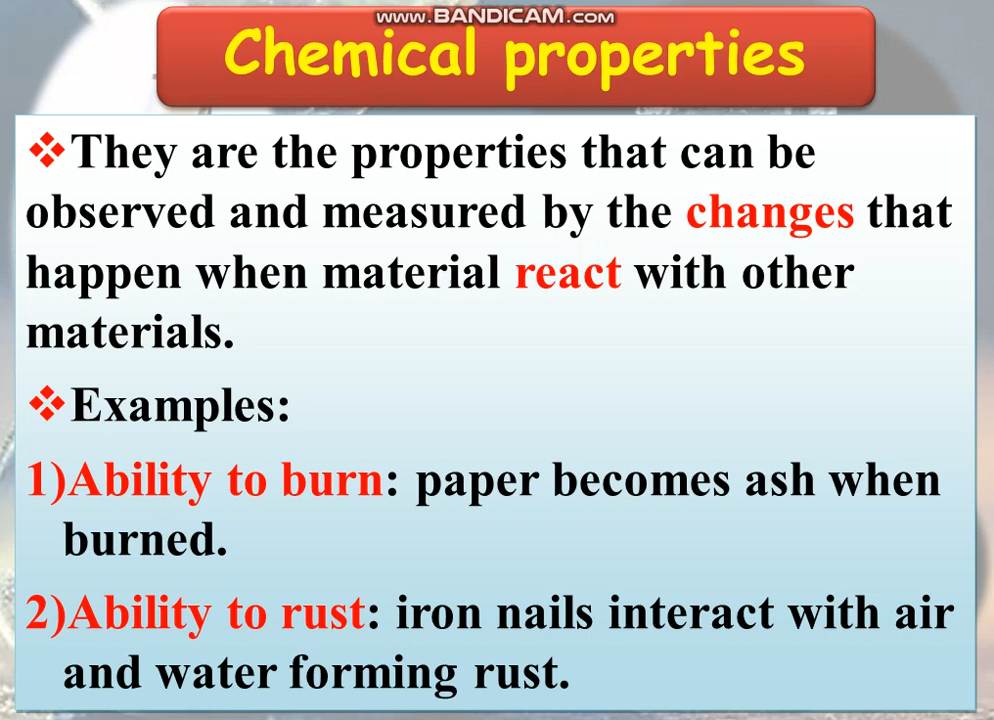 www.BANDICAM.com
Chemical properties
❖They are the properties that can be
observed and measured by the changes that
happen when material react with other
materials.
❖Examples:
1)Ability to burn: paper becomes ash when
burned.
2)Ability to rust: iron nails interact with air
and water forming rust.